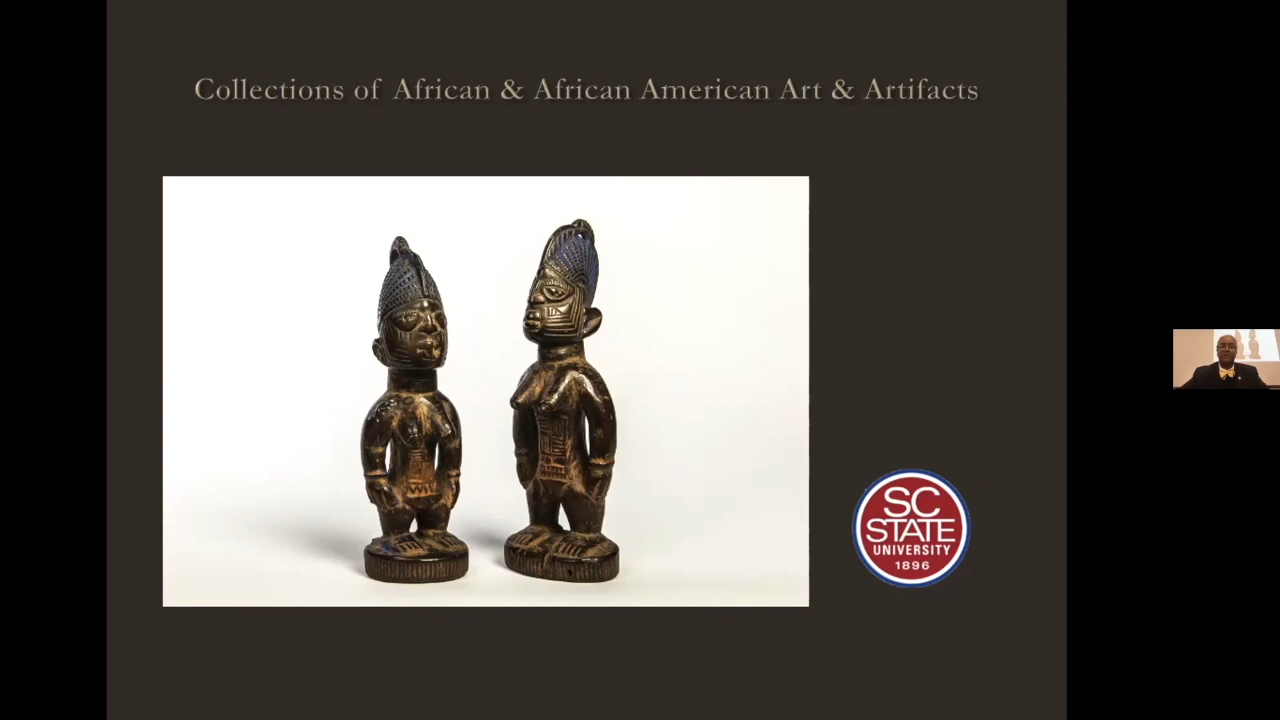 Collections of African & African American Art & Artifacts
SC
STATE
UNIVERSITY
1896